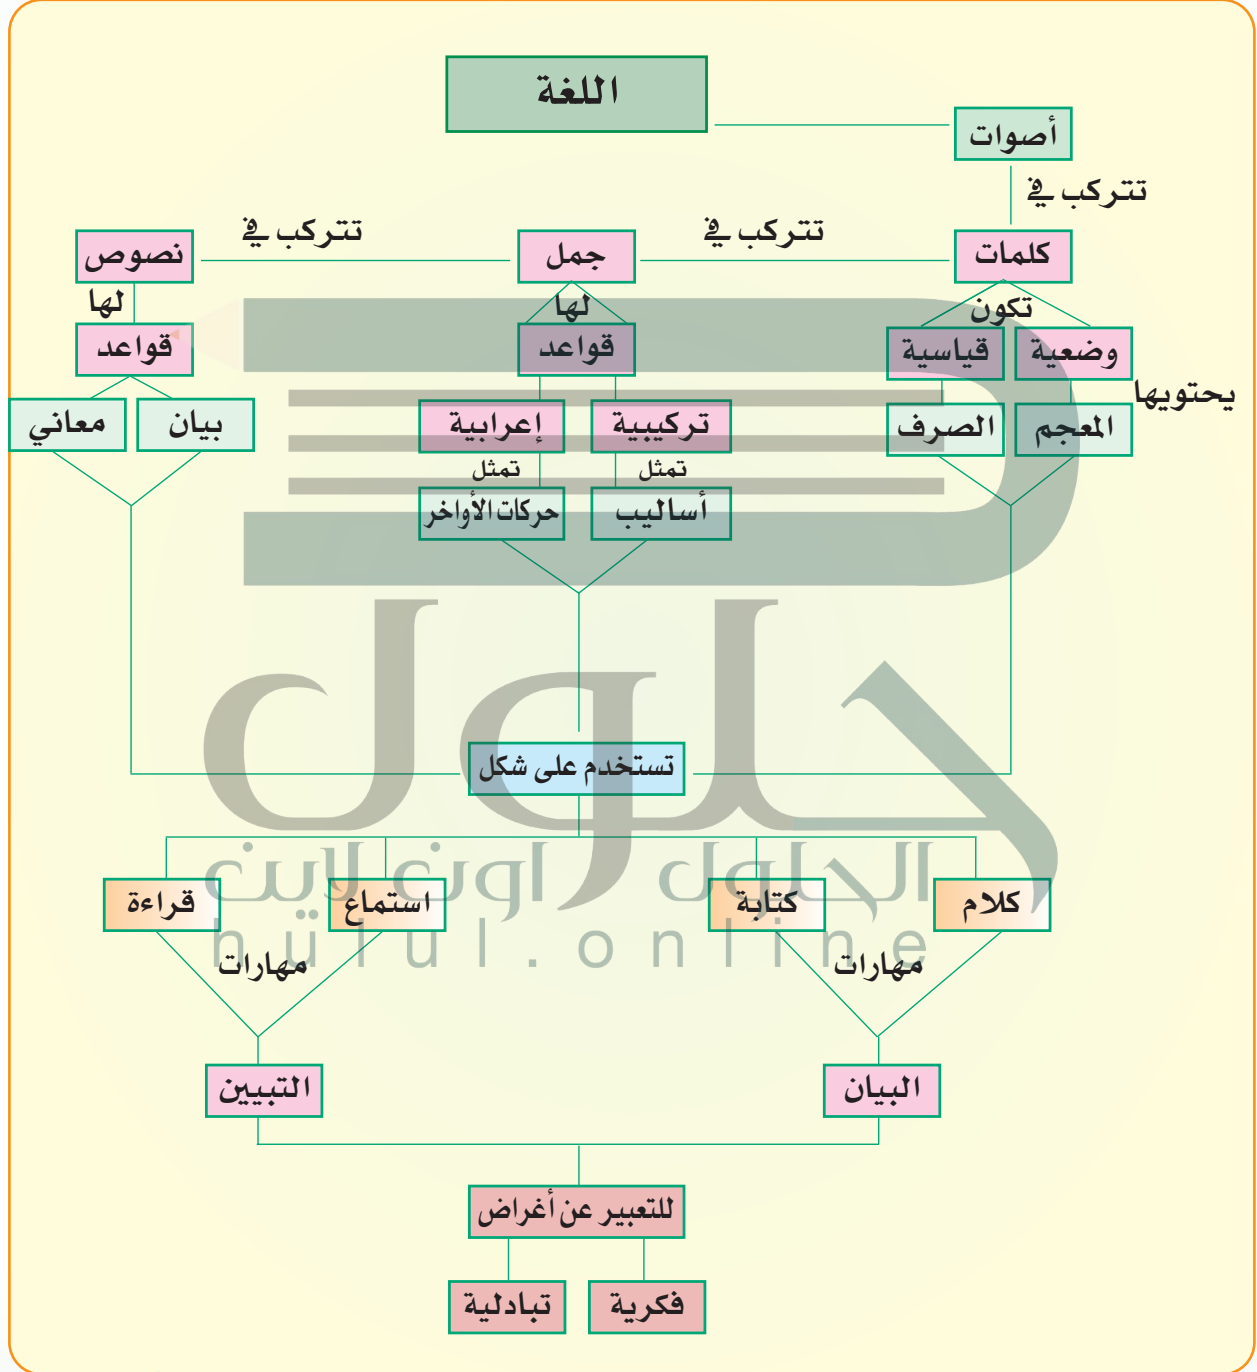 اللغة
أصوات
تتركب في
كلمات
تتركب في
جمل
تتركب في
نصوص
تكون
لها
لها
وضعية
قياسية
قواعد
قواعد
يحتويها
المعجم
الصرف
تركيبية
إعرابية
بيان
معاني
تمثل
تمثل
أساليب
حركات الأواخر
تستخدم على شكل
كلام
كتابة
استماع
قراءة
مهارات
مهارات
البيان
التبيين
للتعبير عن أغراض
فكرية
تبادلية
حلول
الحلول اون لاين
hulul.online